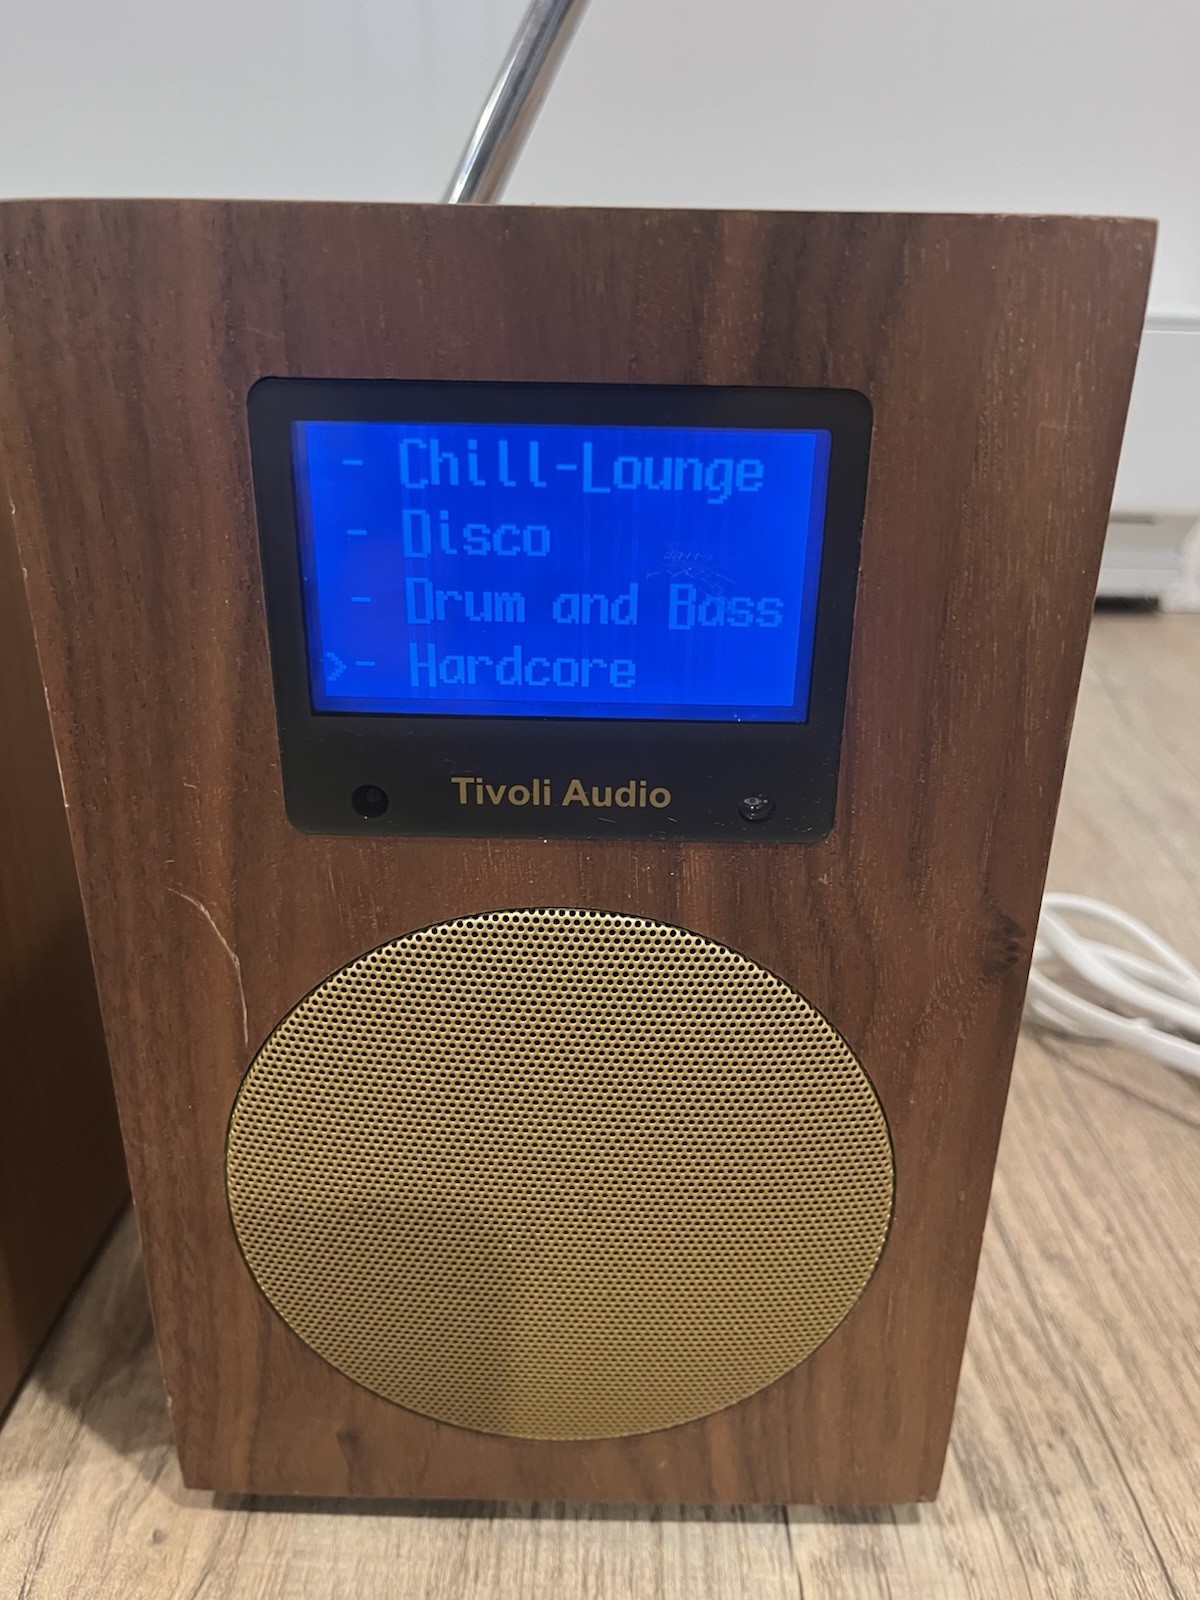 - Chill-Lounge
- Disco
- Drum and Bass
>- Hardcore
Tivoli Audio